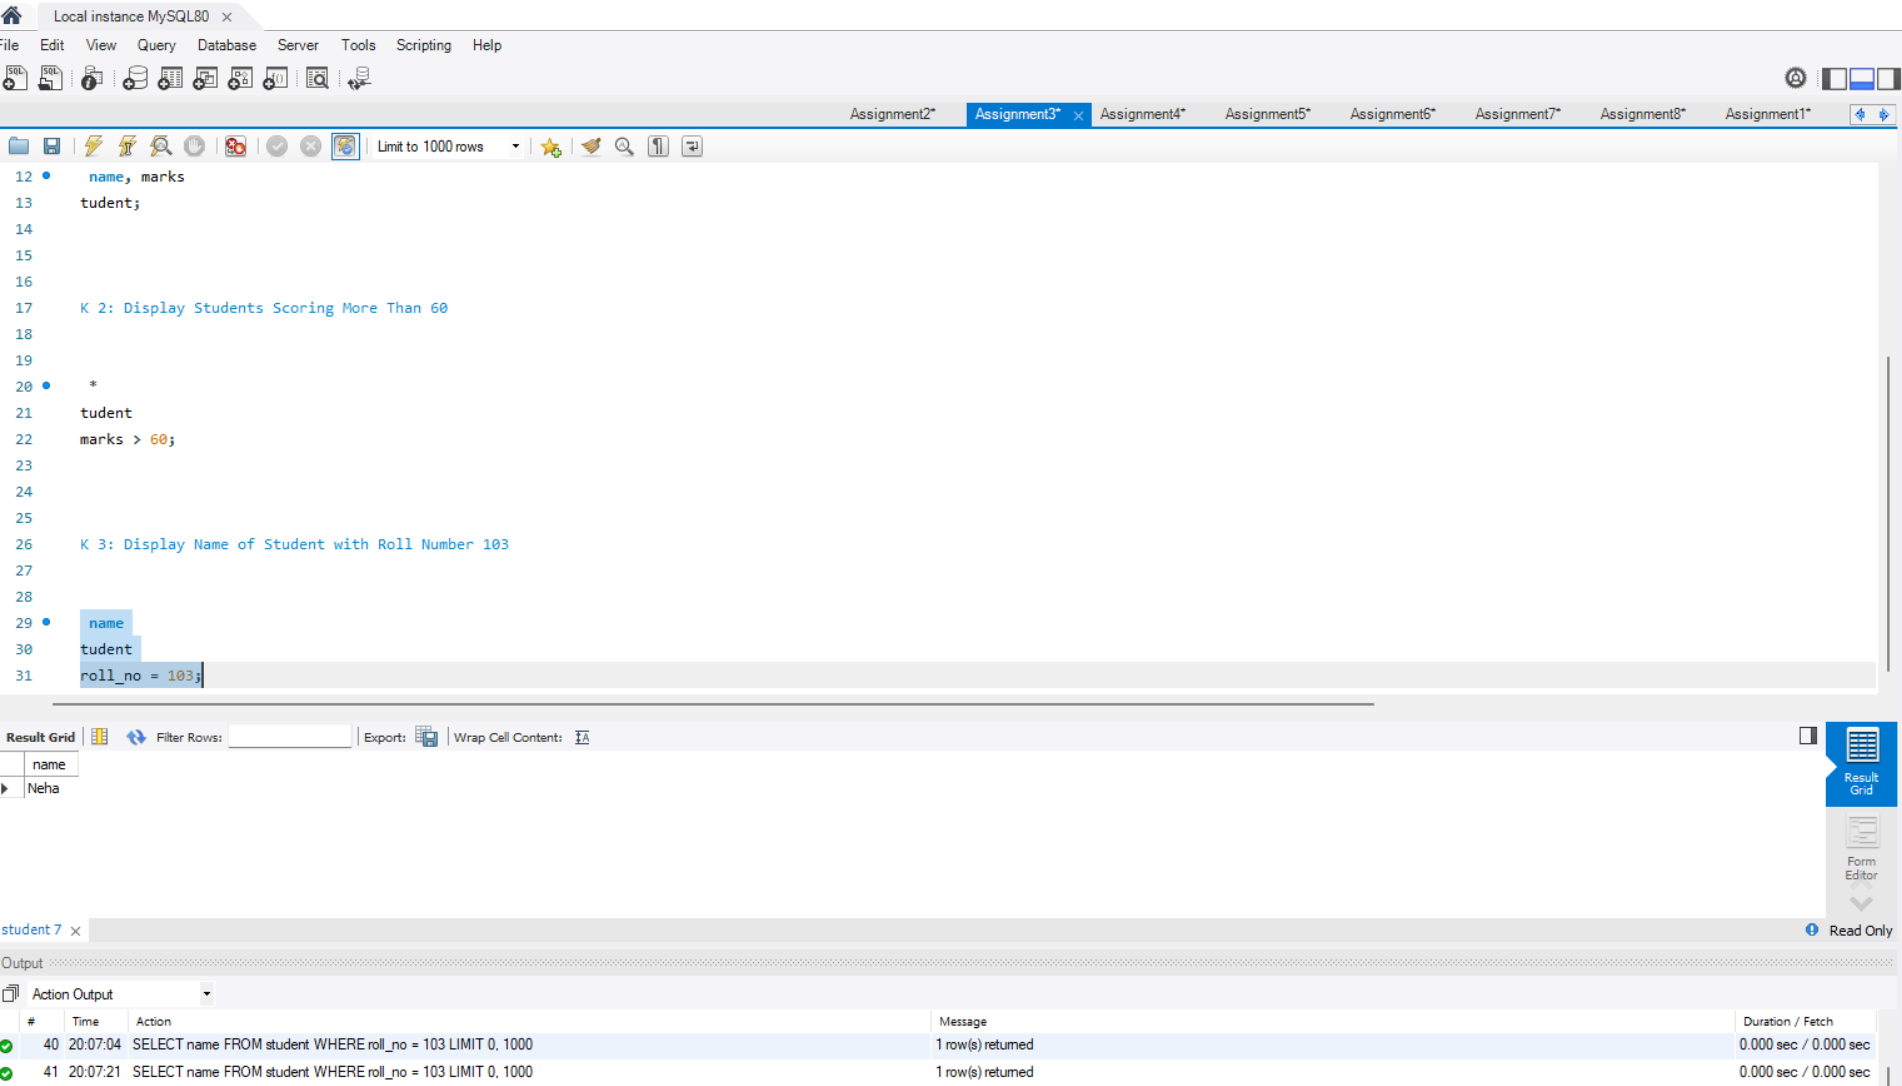 Local instance MySQL80
File Edit View Query Database Server Tools Scripting Help
Assignment2* Assignment3* Assignment4* Assignment5* Assignment6* Assignment7* Assignment8* Assignment1*
Limit to 1000 rows
12 name, marks
13 tudent;
14
15
16
17 K 2: Display Students Scoring More Than 60
18
19
20 *
21 tudent
22 marks > 60;
23
24
25
26 K 3: Display Name of Student with Roll Number 103
27
28
29 name
30 tudent
31 roll_no = 103;
Result Grid Filter Rows: Export: Wrap Cell Content:
name
Neha
Result
Grid
Form
Editor
student 7
Read Only
Output
Action Output
# Time Action Message Duration / Fetch
40 20:07:04 SELECT name FROM student WHERE roll_no = 103 LIMIT 0, 1000 1 row(s) returned 0.000 sec / 0.000 sec
41 20:07:21 SELECT name FROM student WHERE roll_no = 103 LIMIT 0, 1000 1 row(s) returned 0.000 sec / 0.000 sec